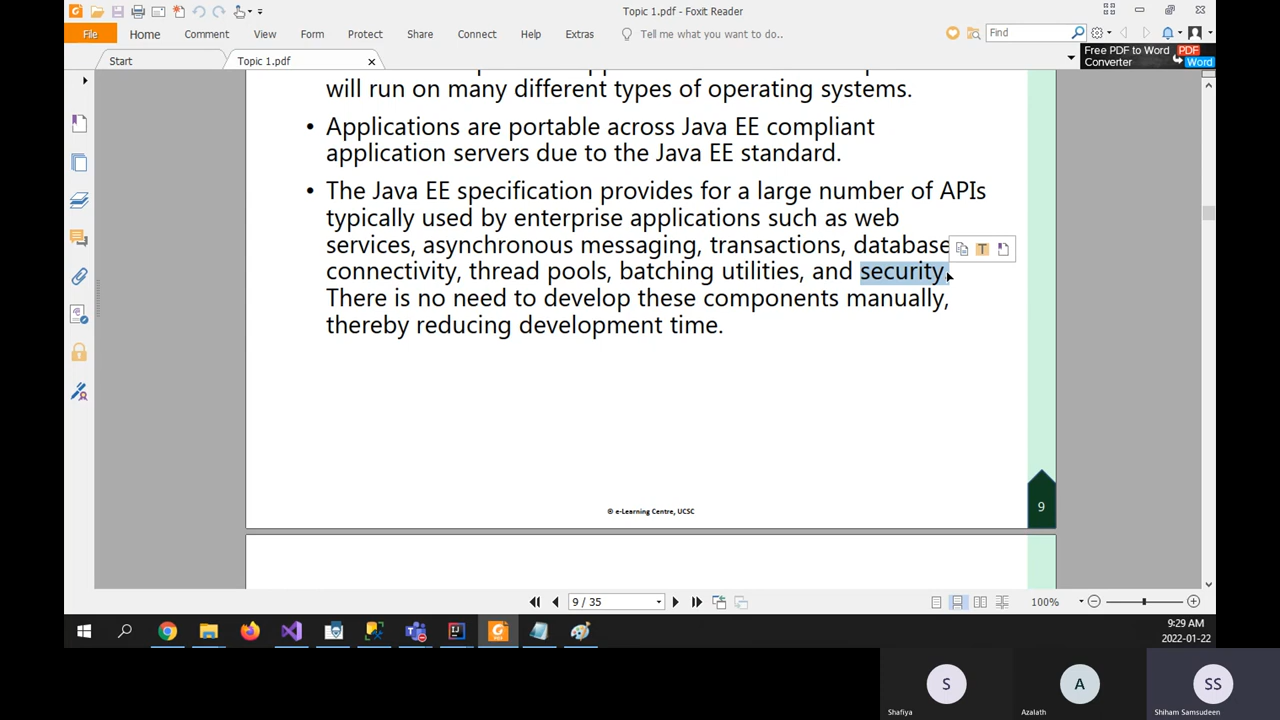 Topic 1.pdf - Foxit Reader
File Home Comment View Form Protect Share Connect Help Extras Tell me what you want to do.. Find
Start Topic 1.pdf
Free PDF to Word
Converter
PDF
Word
will run on many different types of operating systems.
• Applications are portable across Java EE compliant
application servers due to the Java EE standard.
• The Java EE specification provides for a large number of APIs
typically used by enterprise applications such as web
services, asynchronous messaging, transactions, database
connectivity, thread pools, batching utilities, and security.
There is no need to develop these components manually,
thereby reducing development time.
9
© e-Learning Centre, UCSC
9 / 35
100%
9:29 AM
2022-01-22
S A SS
Shafiya Azalath Shiham Samsudeen